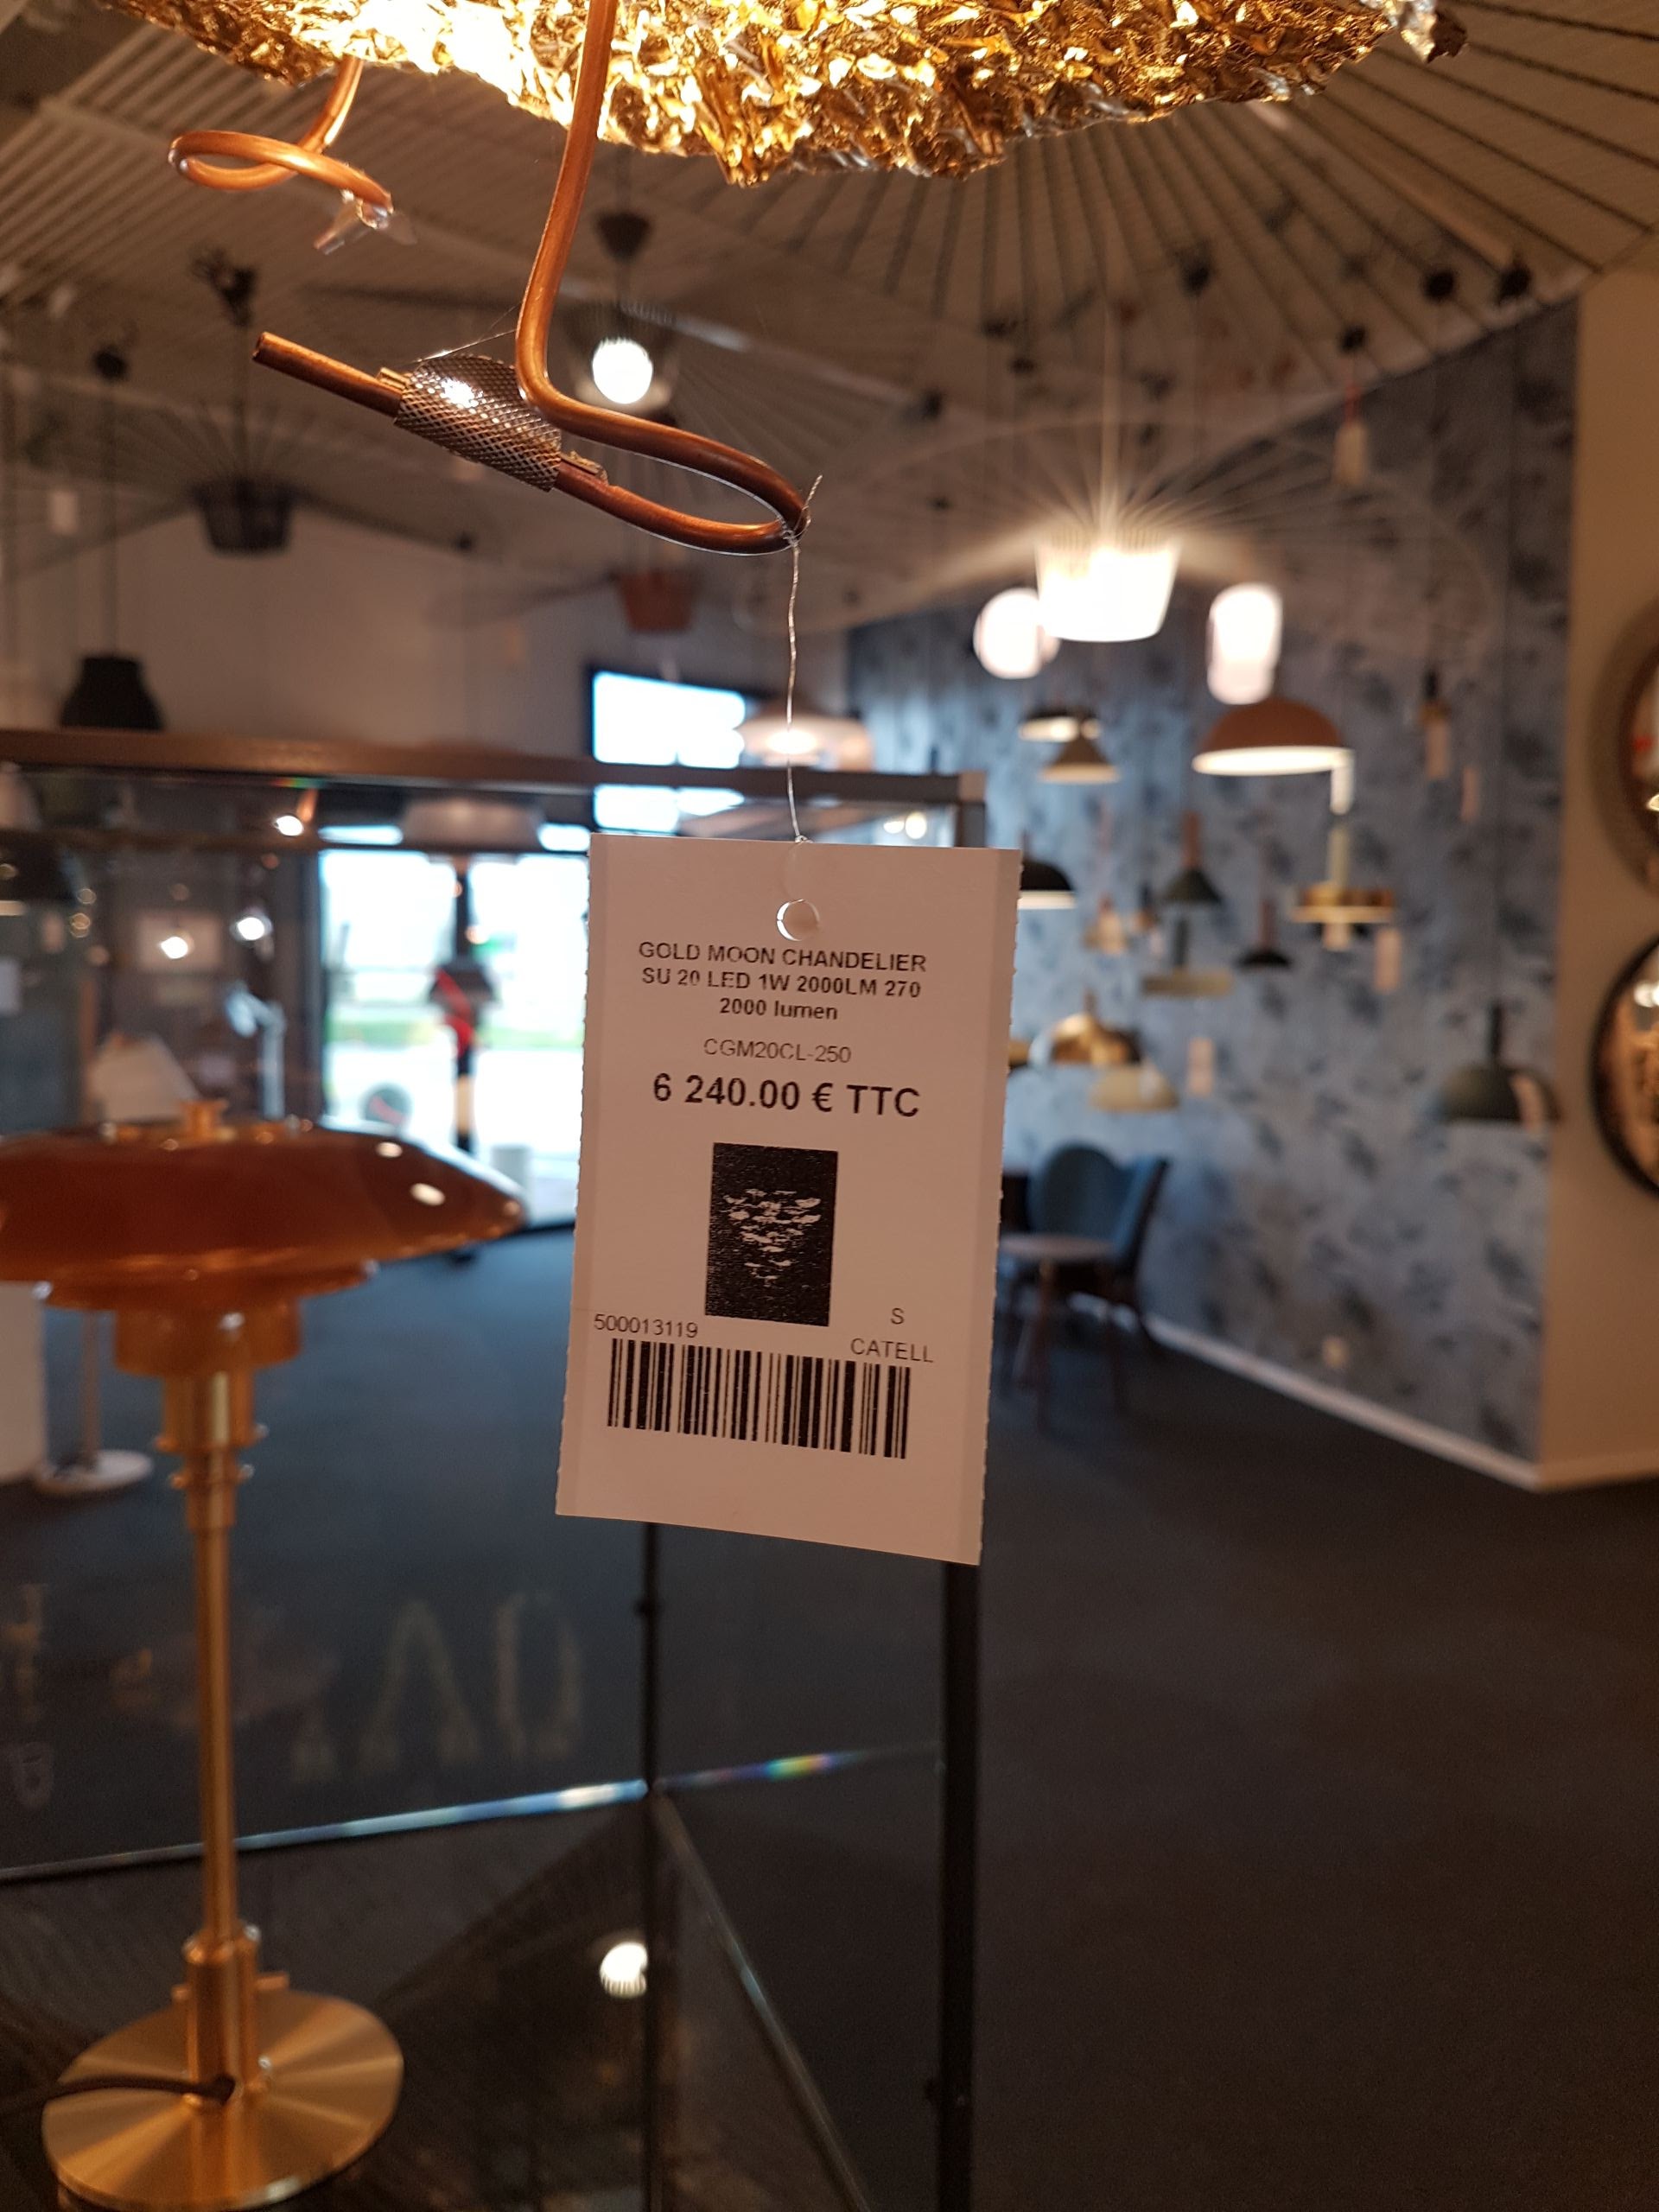 GOLD MOON CHANDELIER
SU 20 LED 1W 2000LM 270
2000 lumen
CGM20CL-250
6 240.00 € TTC
S
500013119
CATELL